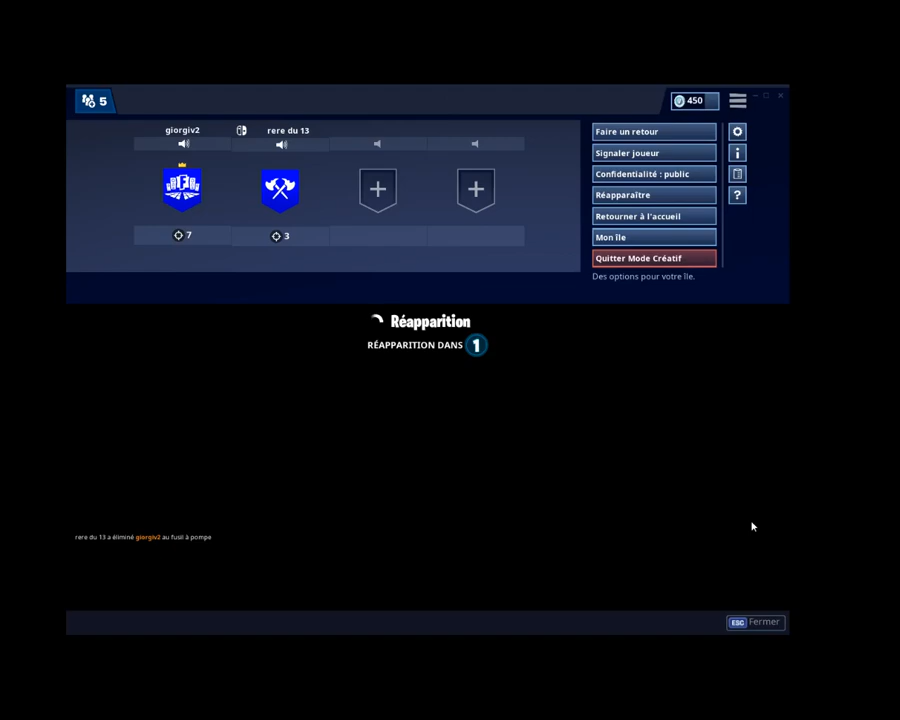 5
450
giorgiv2
rere du 13
7
3
Faire un retour
Signaler joueur
Confidentialité : public
Réapparaître
Retourner à l'accueil
Mon île
Quitter Mode Créatif
Des options pour votre île.
Réapparition
RÉAPPARITION DANS 1
rere du 13 a éliminé giorgiv2 au fusil à pompe
ESC Fermer